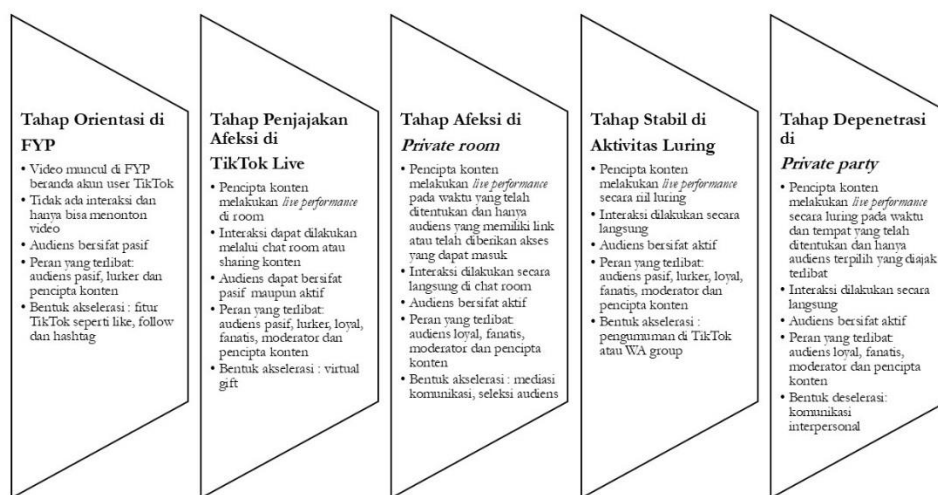 Tahap Orientasi di
FYP
• Video muncul di FYP
beranda akun user TikTok
• Tidak ada interaksi dan
hanya bisa menonton
video
• Audiens bersifat pasif
• Peran yang terlibat:
audiens pasif, lurker dan
pencipta konten
• Bentuk akselerasi : fitur
TikTok seperti like, follow
dan hashtag
Tahap Penjajakan
Afeksi di
TikTok Live
• Pencipta konten
melakukan live performance
di room
• Interaksi dapat dilakukan
melalui chat room atau
sharing konten
• Audiens dapat bersifat
pasif maupun aktif
• Peran yang terlibat:
audiens pasif, lurker, loyal,
fanatis, moderator dan
pencipta konten
• Bentuk akselerasi : virtual
gift
Tahap Afeksi di
Private room
• Pencipta konten
melakukan live performance
pada waktu yang telah
ditentukan dan hanya
audiens yang memiliki link
atau telah diberikan akses
yang dapat masuk
• Interaksi dilakukan secara
langsung di chat room
• Audiens bersifat aktif
• Peran yang terlibat:
audiens loyal, fanatis,
moderator dan pencipta
konten
• Bentuk akselerasi : mediasi
komunikasi, seleksi audiens
Tahap Stabil di
Aktivitas Luring
• Pencipta konten
melakukan live performance
secara riil luring
• Interaksi dilakukan secara
langsung
• Audiens bersifat aktif
• Peran yang terlibat:
audiens pasif, lurker, loyal,
fanatis, moderator dan
pencipta konten
• Bentuk akselerasi :
pengumuman di TikTok
atau WA group
Tahap Depenetrasi
di
Private party
• Pencipta konten
melakukan live performance
secara luring pada waktu
dan tempat yang telah
ditentukan dan hanya
audiens terpilih yang diajak
terlibat
• Interaksi dilakukan secara
langsung
• Audiens bersifat aktif
• Peran yang terlibat:
audiens loyal, fanatis,
moderator dan pencipta
konten
• Bentuk deselerasi:
komunikasi
interpersonal